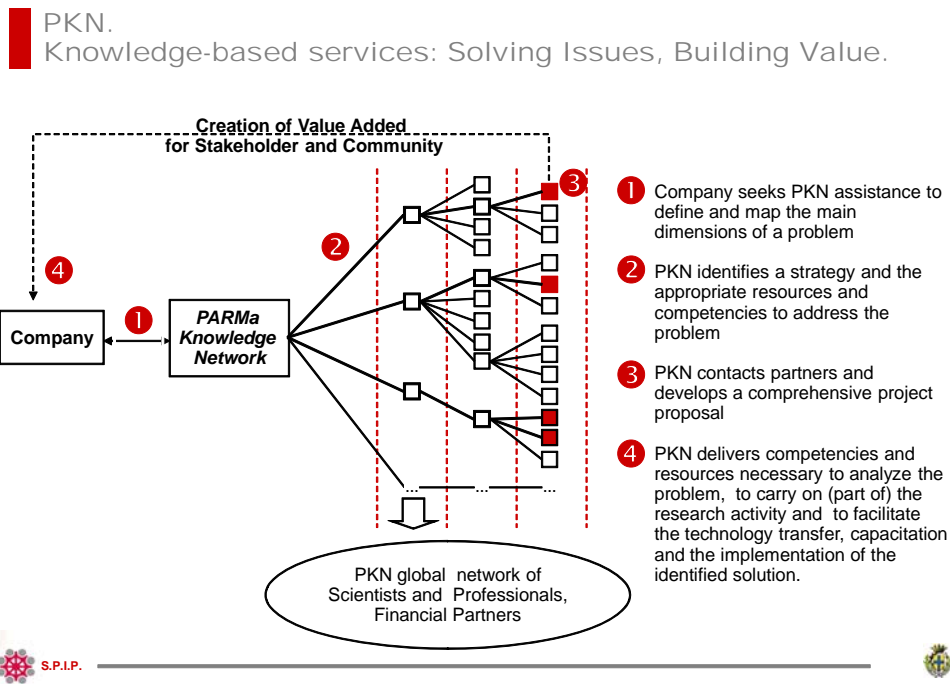 PKN.
Knowledge-based services: Solving Issues, Building Value.
Creation of Value Added
for Stakeholder and Community
3
2
4
1
Company
PARMa
Knowledge
Network
... ... ...
PKN global network of
Scientists and Professionals,
Financial Partners
1 Company seeks PKN assistance to
define and map the main
dimensions of a problem
2 PKN identifies a strategy and the
appropriate resources and
competencies to address the
problem
3 PKN contacts partners and
develops a comprehensive project
proposal
4 PKN delivers competencies and
resources necessary to analyze the
problem, to carry on (part of) the
research activity and to facilitate
the technology transfer, capacitation
and the implementation of the
identified solution.
S.P.I.P.